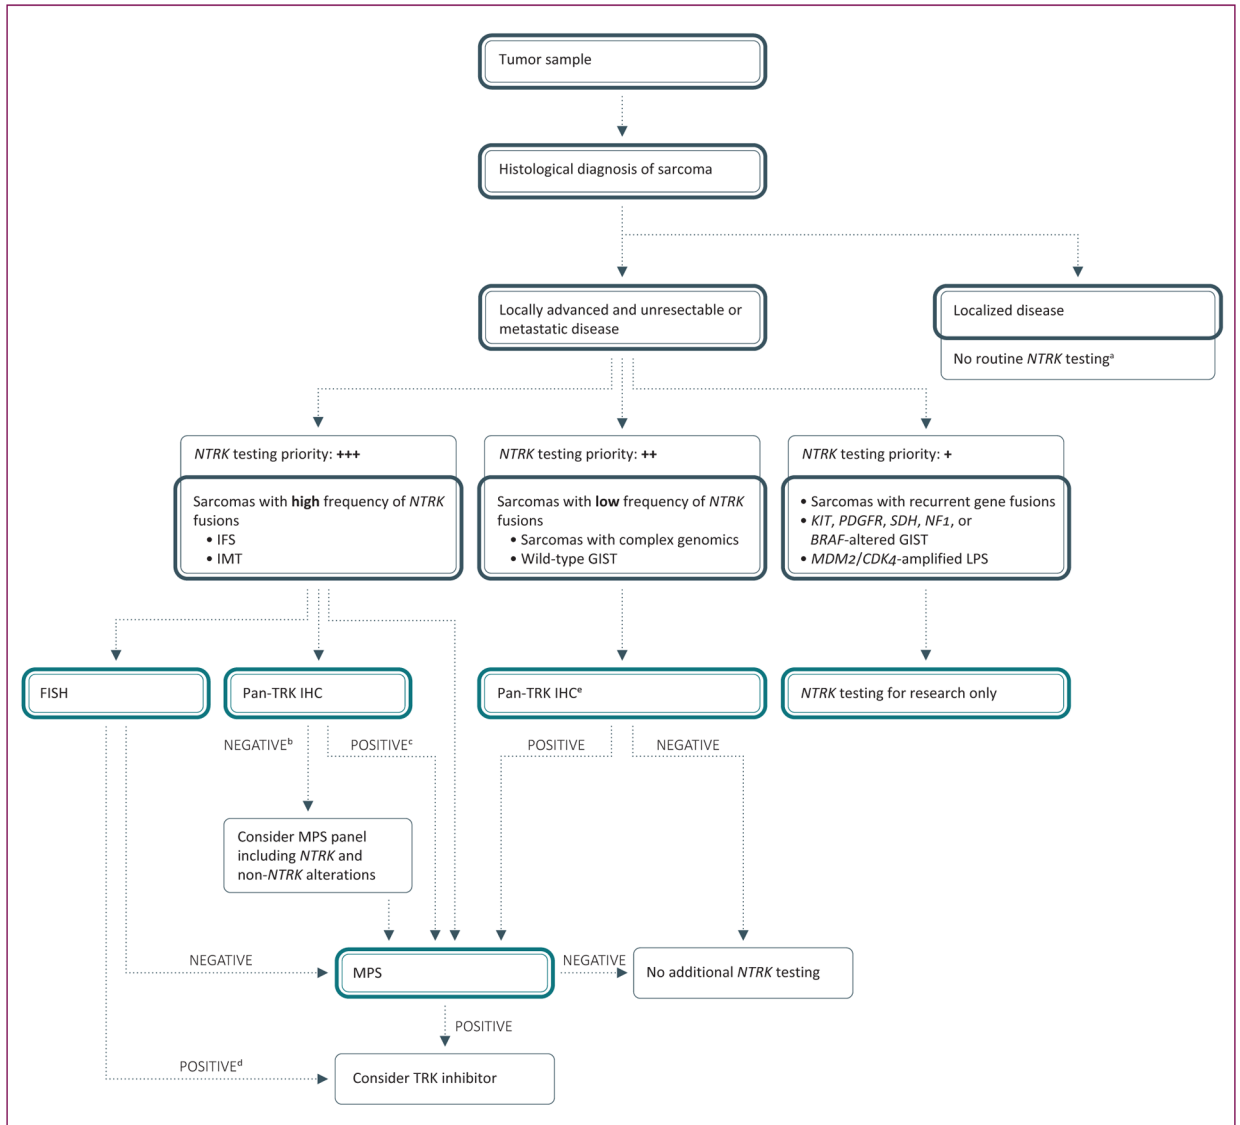 Tumor sample
Histological diagnosis of sarcoma
Locally advanced and unresectable or
metastatic disease
Localized disease
No routine NTRK testingᵃ
NTRK testing priority: +++
Sarcomas with high frequency of NTRK
fusions
• IFS
• IMT
NTRK testing priority: ++
Sarcomas with low frequency of NTRK
fusions
• Sarcomas with complex genomics
• Wild-type GIST
NTRK testing priority: +
• Sarcomas with recurrent gene fusions
• KIT, PDGFR, SDH, NF1, or
BRAF-altered GIST
• MDM2/CDK4-amplified LPS
FISH
Pan-TRK IHC
Pan-TRK IHCᵉ
NTRK testing for research only
NEGATIVEᵇ
POSITIVEᶜ
POSITIVE
NEGATIVE
Consider MPS panel
including NTRK and
non-NTRK alterations
NEGATIVE
MPS
NEGATIVE
No additional NTRK testing
POSITIVE
POSITIVEᵈ
Consider TRK inhibitor